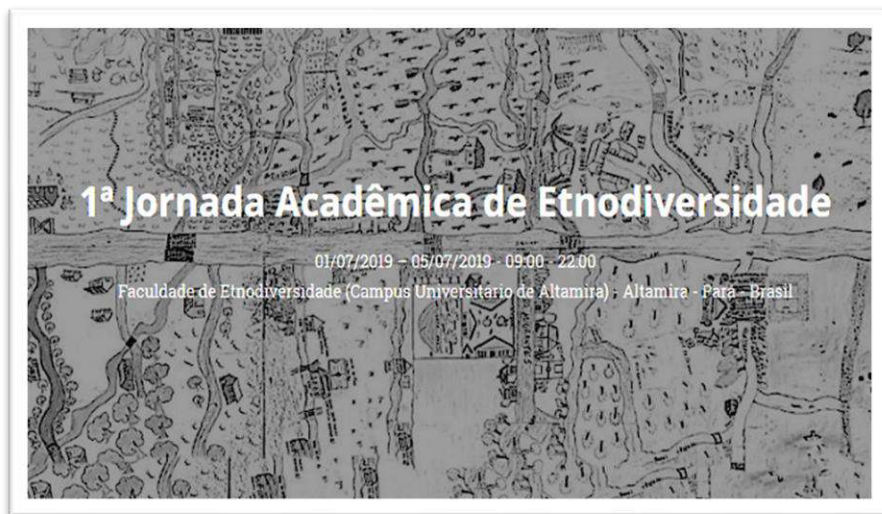 1ª Jornada Acadêmica de Etnodiversidade
01/07/2019 – 05/07/2019 - 09:00 - 22:00
Faculdade de Etnodiversidade (Campus Universitário de Altamira) ; Altamira - Pará - Brasil